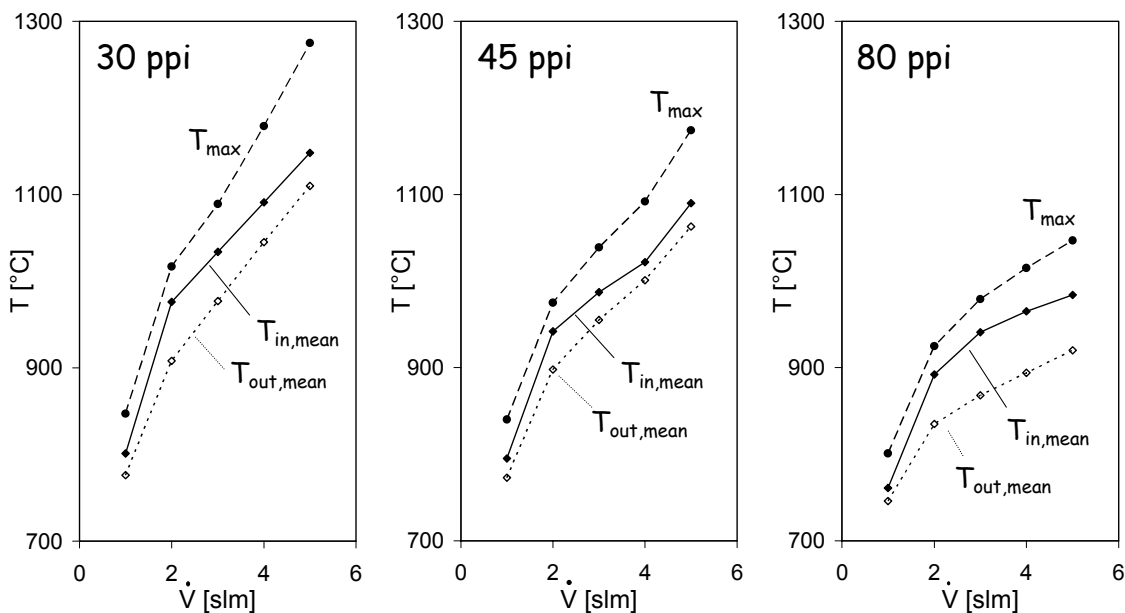 30 ppi
1300
1100
900
700
T [°C]
T_max
T_in,mean
T_out,mean
0
2
4
6
V̇ [slm]
45 ppi
1300
1100
900
700
T [°C]
T_max
T_in,mean
T_out,mean
0
2
4
6
V̇ [slm]
80 ppi
1300
1100
900
700
T [°C]
T_max
T_in,mean
T_out,mean
0
2
4
6
V̇ [slm]